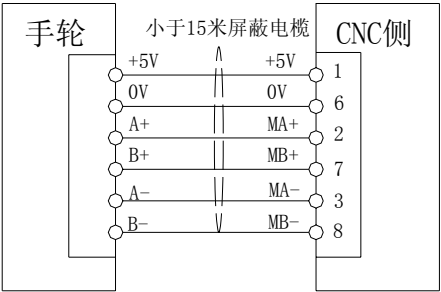 手轮 小于15米屏蔽电榄 CNC侧
+5V +5V 1
0V 0V 6
A+ MA+ 2
B+ MB+ 7
A- MA- 3
B- MB- 8